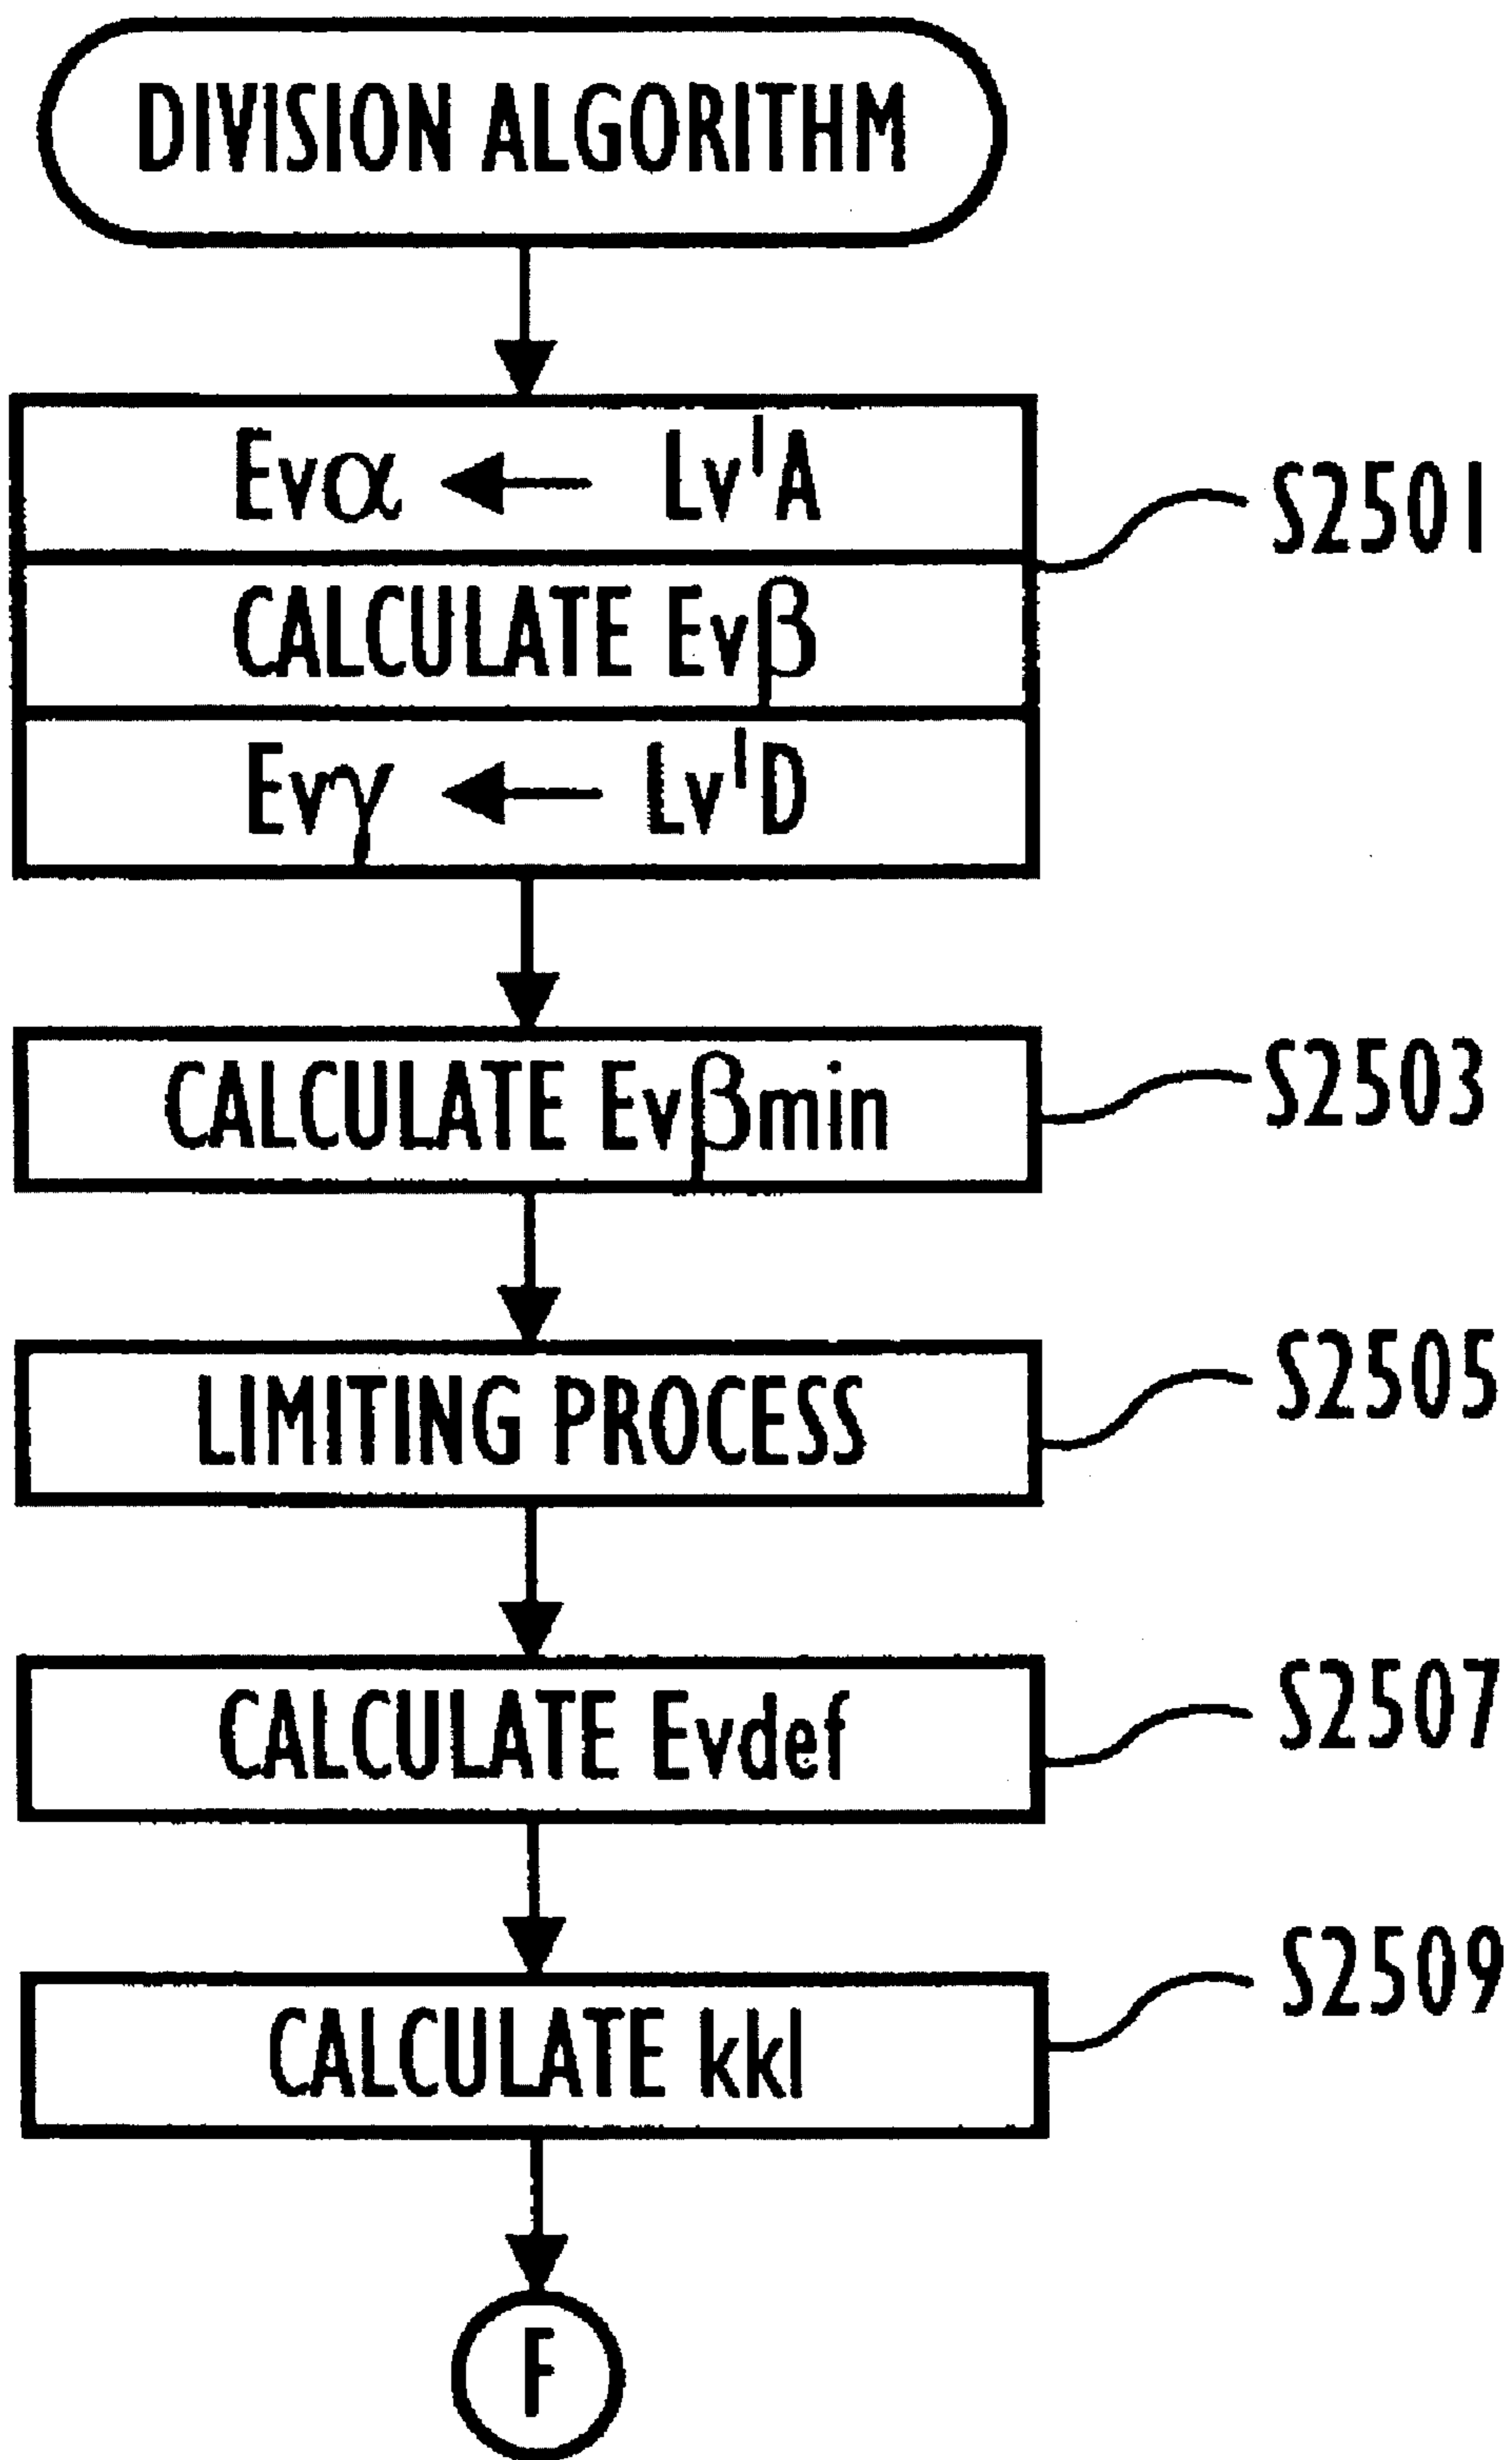 DIVISION ALGORITHM
Evα ← Lv'A
S2501
CALCULATE Evβ
Evγ ← Lv'D
CALCULATE Evβmin
S2503
LIMITING PROCESS
S2505
CALCULATE Evdef
S2507
CALCULATE kkl
S2509
F